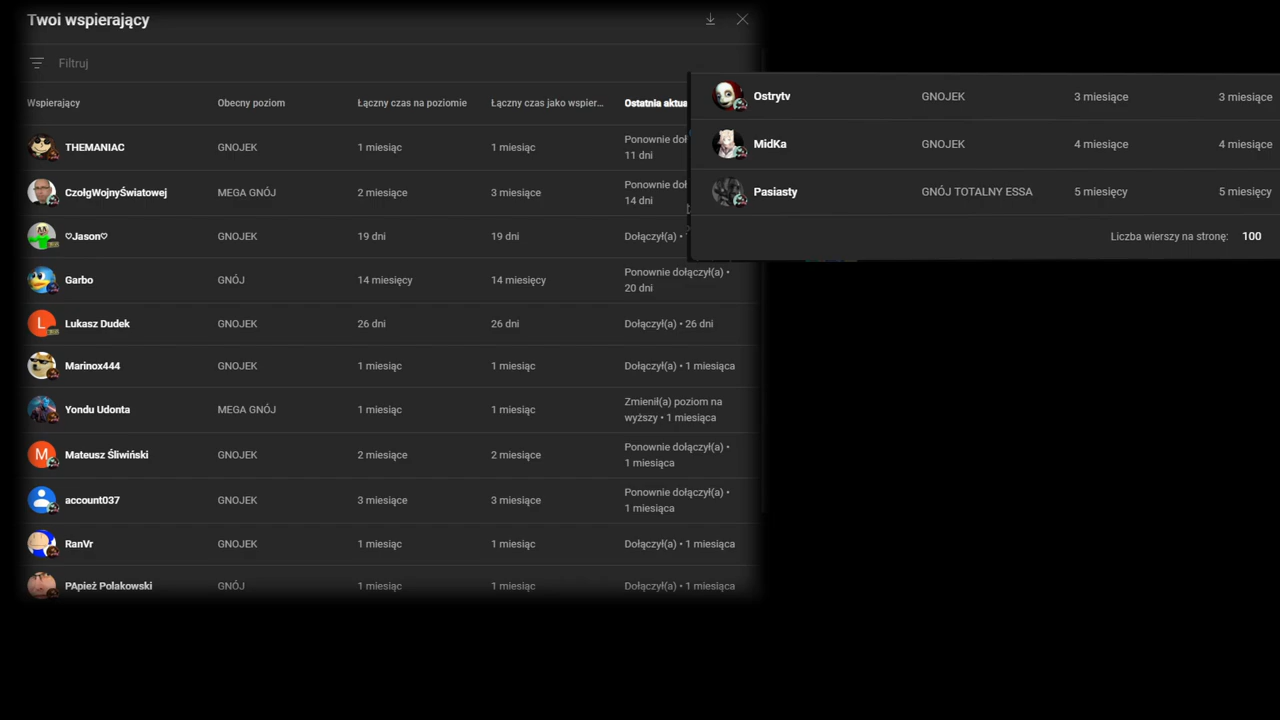 Twoi wspierający
Filtruj
Wspierający Obecny poziom Łączny czas na poziomie Łączny czas jako wspier... Ostatnia aktua
THEMANIAC GNOJEK 1 miesiąc 1 miesiąc Ponownie doł
11 dni
CzołgWojnyŚwiatowej MEGA GNÓJ 2 miesiące 3 miesiące Ponownie doł
14 dni
♡Jason♡ GNOJEK 19 dni 19 dni Dołączył(a) •
Garbo GNÓJ 14 miesięcy 14 miesięcy Ponownie dołączył(a) •
20 dni
L Lukasz Dudek GNOJEK 26 dni 26 dni Dołączył(a) • 26 dni
Marinox444 GNOJEK 1 miesiąc 1 miesiąc Dołączył(a) • 1 miesiąca
Yondu Udonta MEGA GNÓJ 1 miesiąc 1 miesiąc Zmienił(a) poziom na
wyższy • 1 miesiąca
M Mateusz Śliwiński GNOJEK 2 miesiące 2 miesiące Ponownie dołączył(a) •
1 miesiąca
account037 GNOJEK 3 miesiące 3 miesiące Ponownie dołączył(a) •
1 miesiąca
RanVr GNOJEK 1 miesiąc 1 miesiąc Dołączył(a) • 1 miesiąca
PApież Polakowski GNÓJ 1 miesiąc 1 miesiąc Dołączył(a) • 1 miesiąca
Ostrytv GNOJEK 3 miesiące 3 miesiące
MidKa GNOJEK 4 miesiące 4 miesiące
Pasiasty GNÓJ TOTALNY ESSA 5 miesięcy 5 miesięcy
Liczba wierszy na stronę: 100